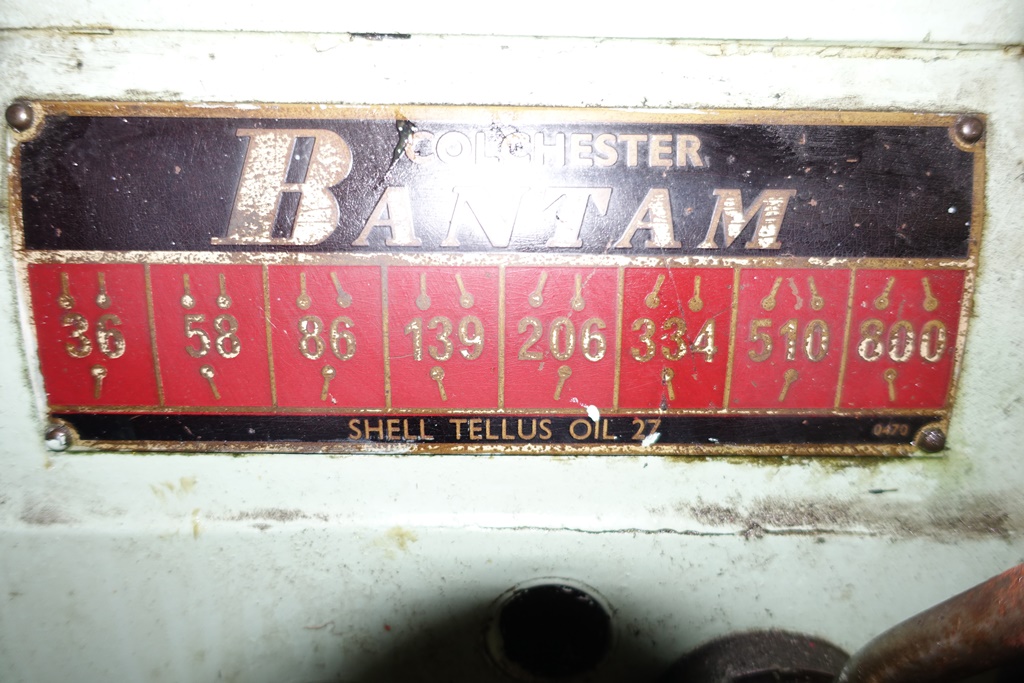 COLCHESTER
BANTAM
36 58 86 139 206 334 510 800
SHELL TELLUS OIL 27 0470